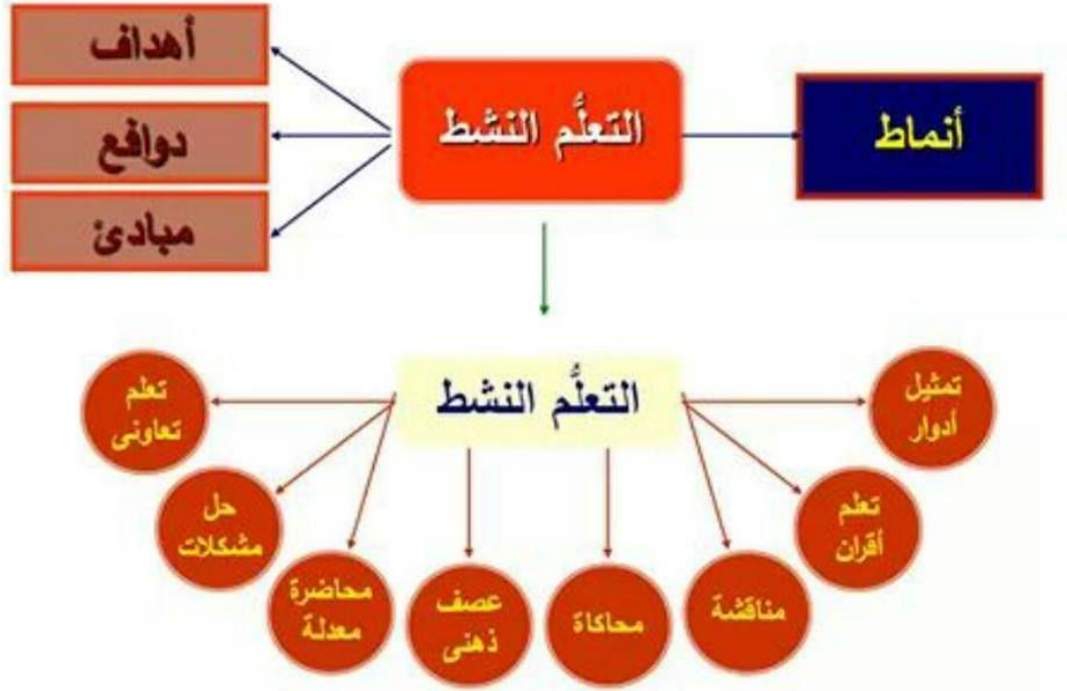 أهداف
دوافع
مبادئ
التعلُّم النشط
أنماط
التعلُّم النشط
تمثيل
أدوار
تعلم
أقران
مناقشة
محاكاة
عصف
ذهنى
محاضرة
معدلة
حل
مشكلات
تعلم
تعاونى